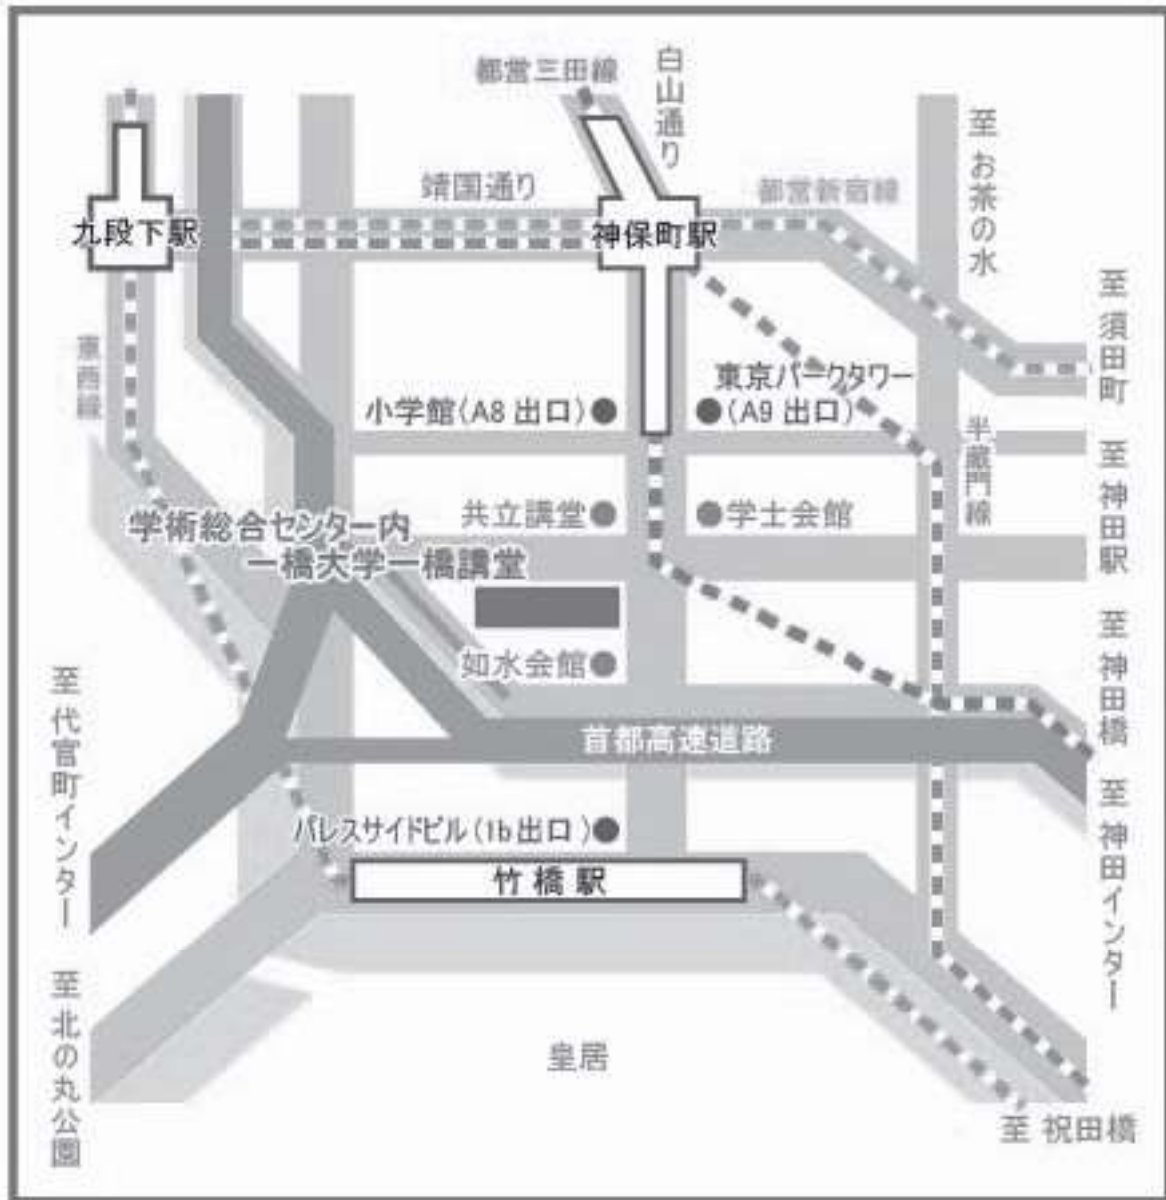 都営三田線
白山通り
至 お茶の水
靖国通り
都営新宿線
九段下駅
神保町駅
至 須田町
東西線
東京パークタワー
小学館(A8 出口)
(A9 出口)
半蔵門線
至 神田駅
共立講堂
学士会館
学術総合センター内
一橋大学一橋講堂
如水会館
至 神田橋
至 代官町インター
首都高速道路
至 神田インター
パレスサイドビル(1b 出口)
竹橋駅
至 北の丸公園
皇居
至 祝田橋